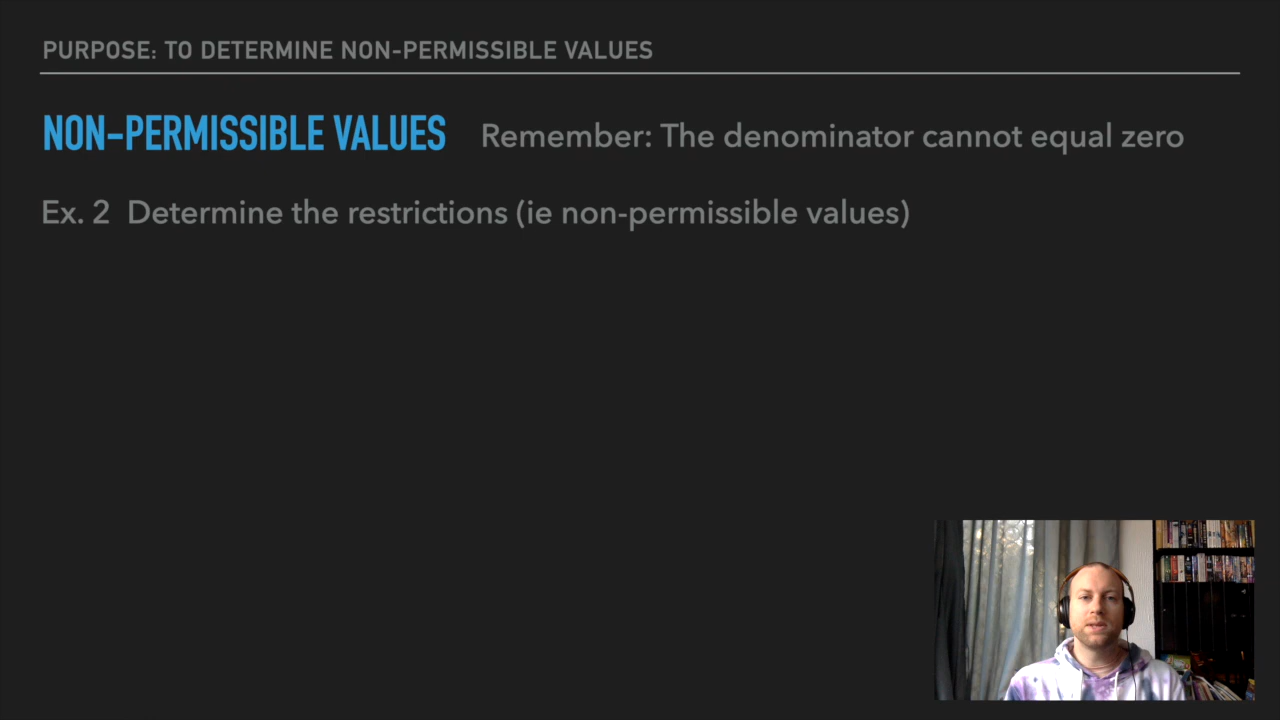 PURPOSE: TO DETERMINE NON-PERMISSIBLE VALUES
NON-PERMISSIBLE VALUES Remember: The denominator cannot equal zero
Ex. 2 Determine the restrictions (ie non-permissible values)